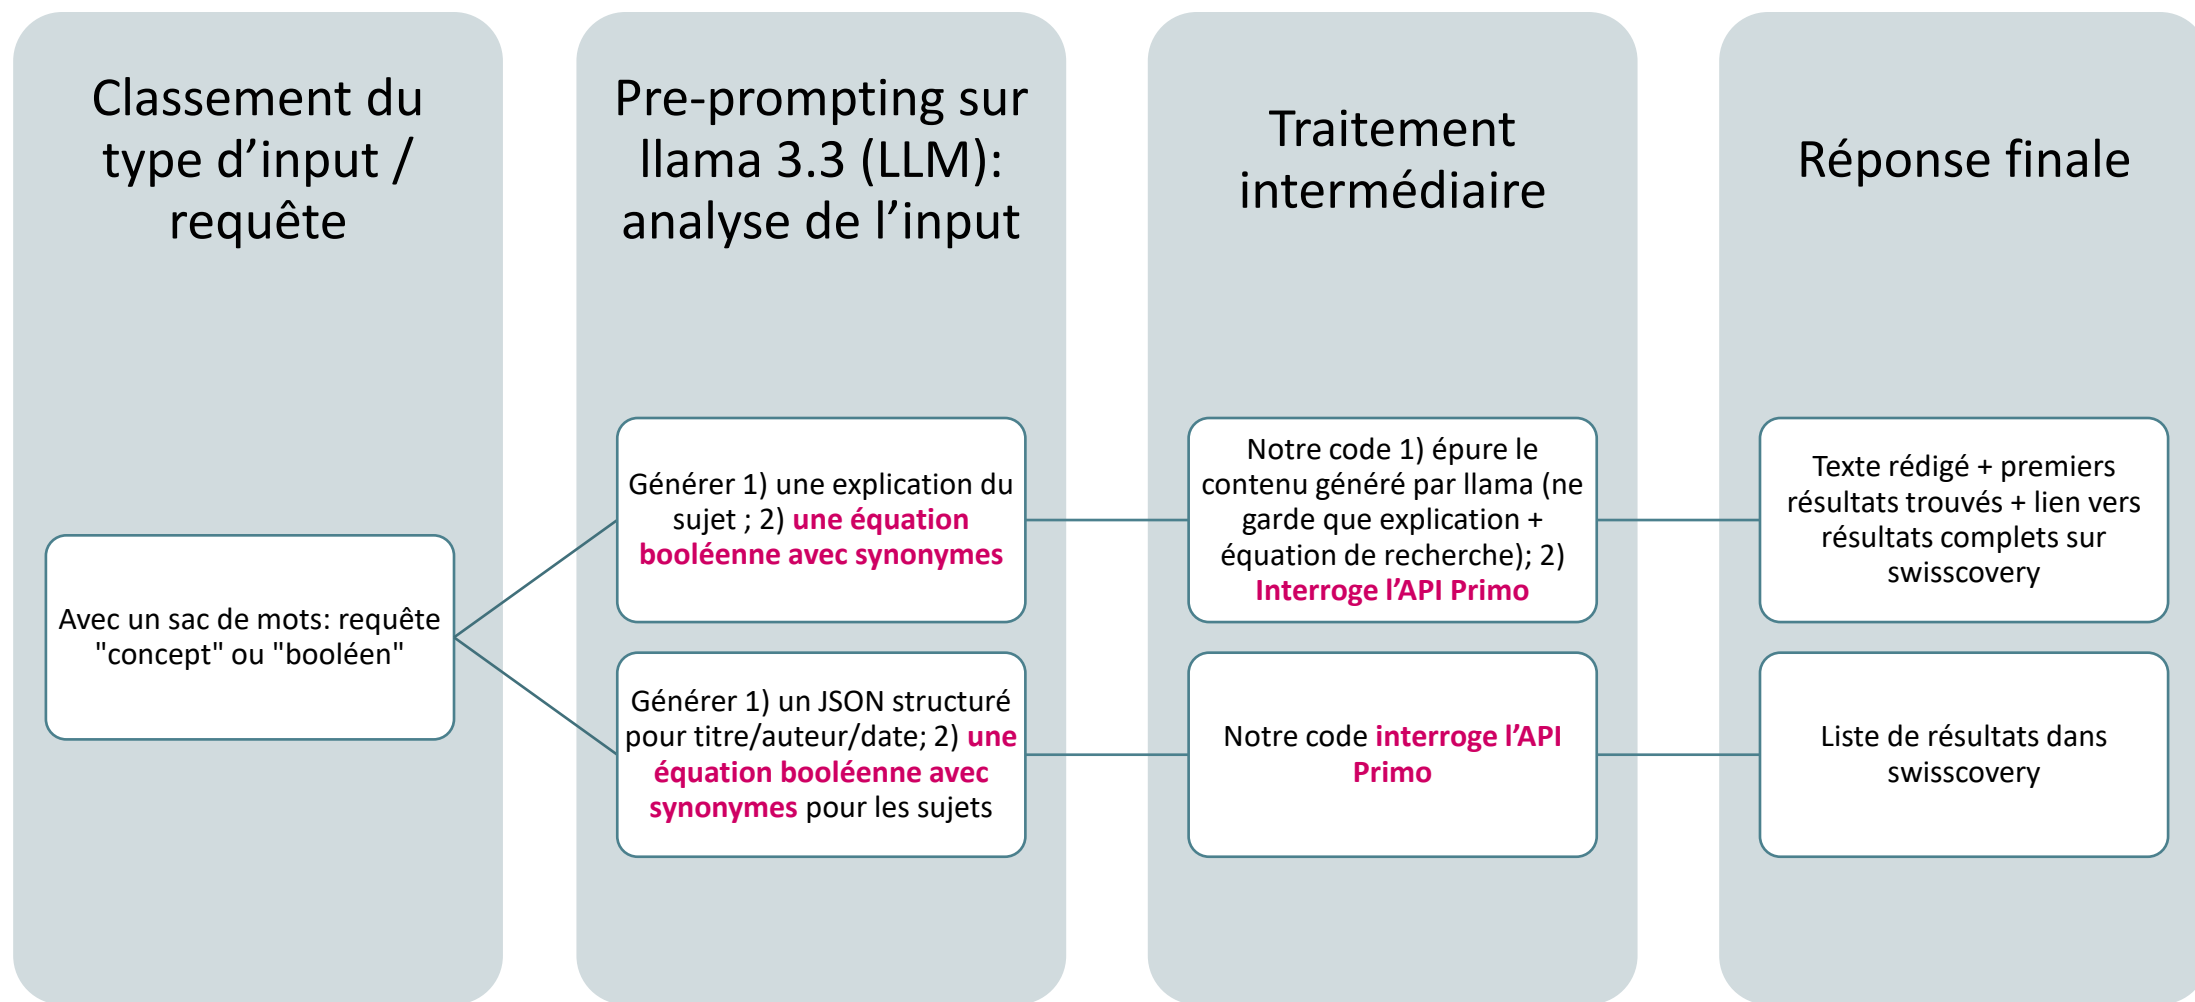 Classement du
type d’input /
requête
Pre-prompting sur
llama 3.3 (LLM):
analyse de l’input
Traitement
intermédiaire
Réponse finale
Avec un sac de mots: requête
"concept" ou "booléen"
Générer 1) une explication du
sujet ; 2) une équation
booléenne avec synonymes
Notre code 1) épure le
contenu généré par llama (ne
garde que explication +
équation de recherche); 2)
Interroge l’API Primo
Texte rédigé + premiers
résultats trouvés + lien vers
résultats complets sur
swisscovery
Générer 1) un JSON structuré
pour titre/auteur/date; 2) une
équation booléenne avec
synonymes pour les sujets
Notre code interroge l’API
Primo
Liste de résultats dans
swisscovery